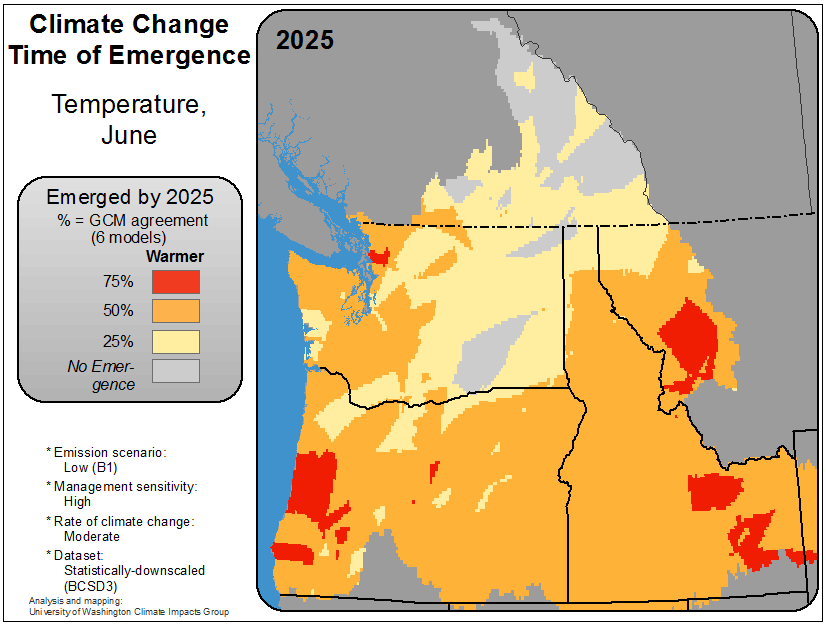 Climate Change
Time of Emergence
Temperature,
June
2025
Emerged by 2025
% = GCM agreement
(6 models)
Warmer
75%
50%
25%
No Emer-
gence
* Emission scenario:
Low (B1)
* Management sensitivity:
High
* Rate of climate change:
Moderate
* Dataset:
Statistically-downscaled
(BCSD3)
Analysis and mapping:
University of Washington Climate Impacts Group